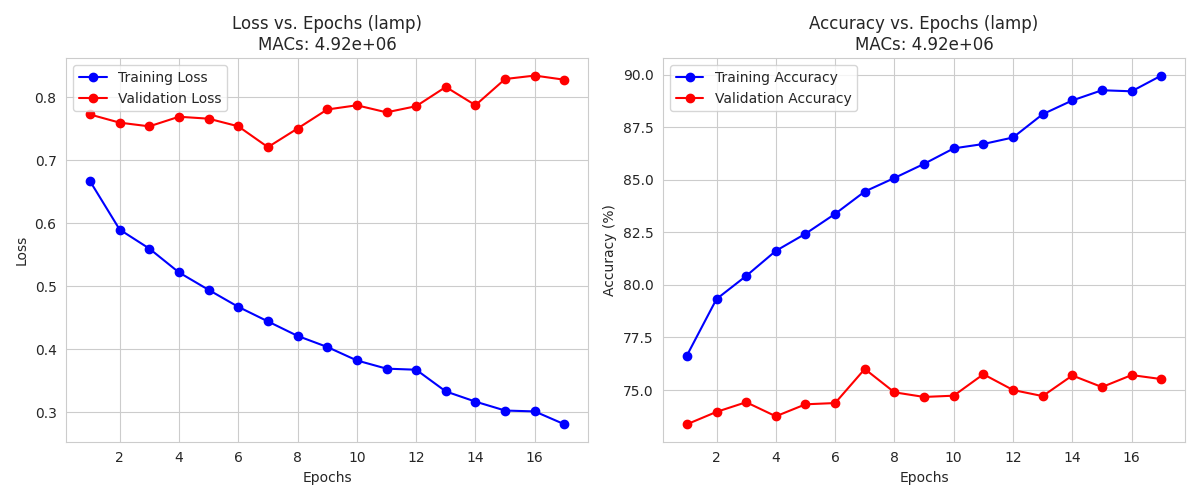 Loss vs. Epochs (lamp)
MACs: 4.92e+06
Training Loss
Validation Loss
0.8
0.7
0.6
0.5
0.4
0.3
Loss
2 4 6 8 10 12 14 16
Epochs
Accuracy vs. Epochs (lamp)
MACs: 4.92e+06
Training Accuracy
Validation Accuracy
90.0
87.5
85.0
82.5
80.0
77.5
75.0
Accuracy (%)
2 4 6 8 10 12 14 16
Epochs